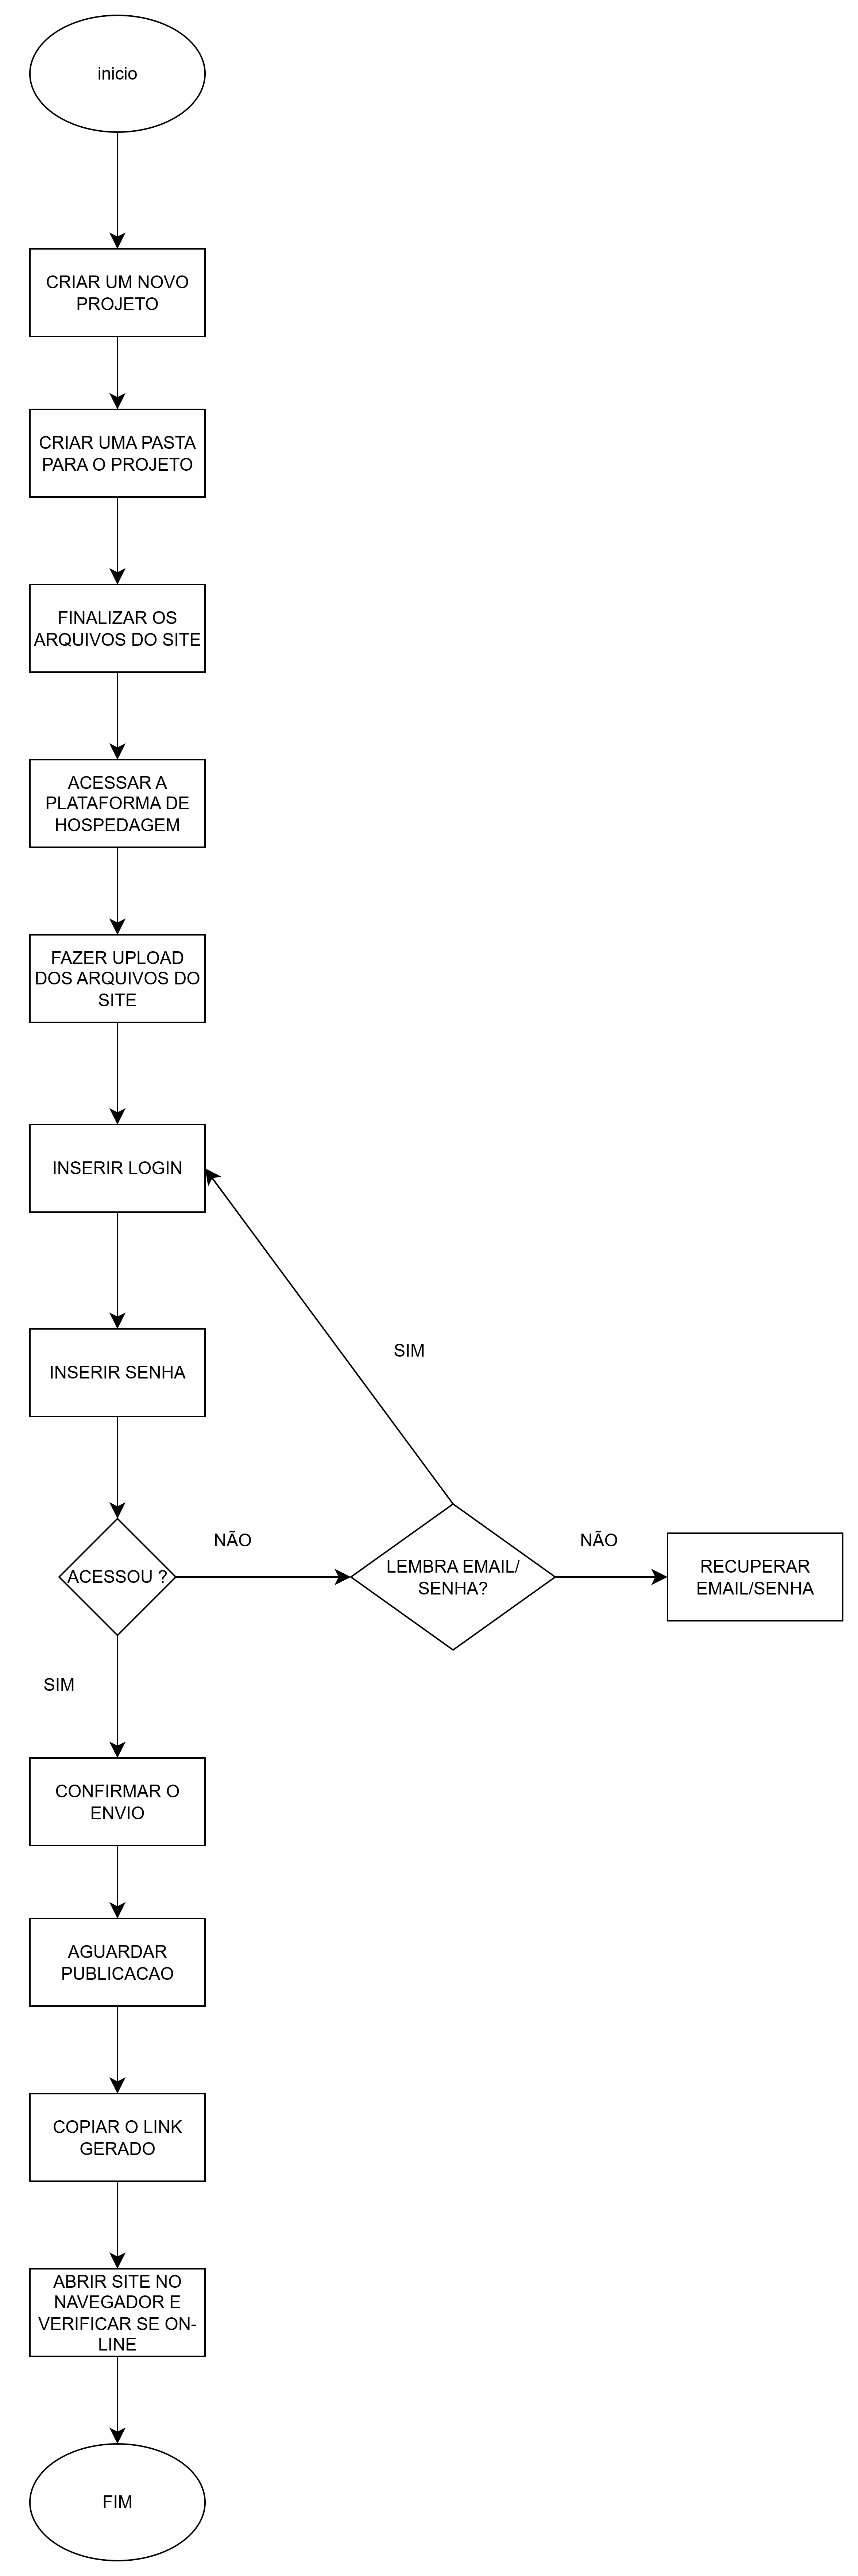 inicio
CRIAR UM NOVO
PROJETO
CRIAR UMA PASTA
PARA O PROJETO
FINALIZAR OS
ARQUIVOS DO SITE
ACESSAR A
PLATAFORMA DE
HOSPEDAGEM
FAZER UPLOAD
DOS ARQUIVOS DO
SITE
INSERIR LOGIN
SIM
INSERIR SENHA
NÃO
NÃO
ACESSOU ?
LEMBRA EMAIL/
SENHA?
RECUPERAR
EMAIL/SENHA
SIM
CONFIRMAR O
ENVIO
AGUARDAR
PUBLICACAO
COPIAR O LINK
GERADO
ABRIR SITE NO
NAVEGADOR E
VERIFICAR SE ON-
LINE
FIM